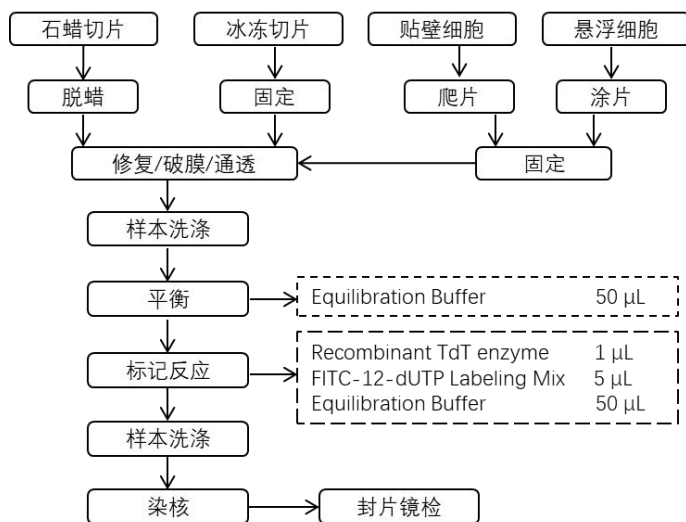 石蜡切片 冰冻切片 贴壁细胞 悬浮细胞
脱蜡 固定 爬片 涂片
修复/破膜/通透 固定
样本洗涤
平衡 Equilibration Buffer 50 μL
Recombinant TdT enzyme 1 μL
标记反应 FITC-12-dUTP Labeling Mix 5 μL
Equilibration Buffer 50 μL
样本洗涤
染核 封片镜检